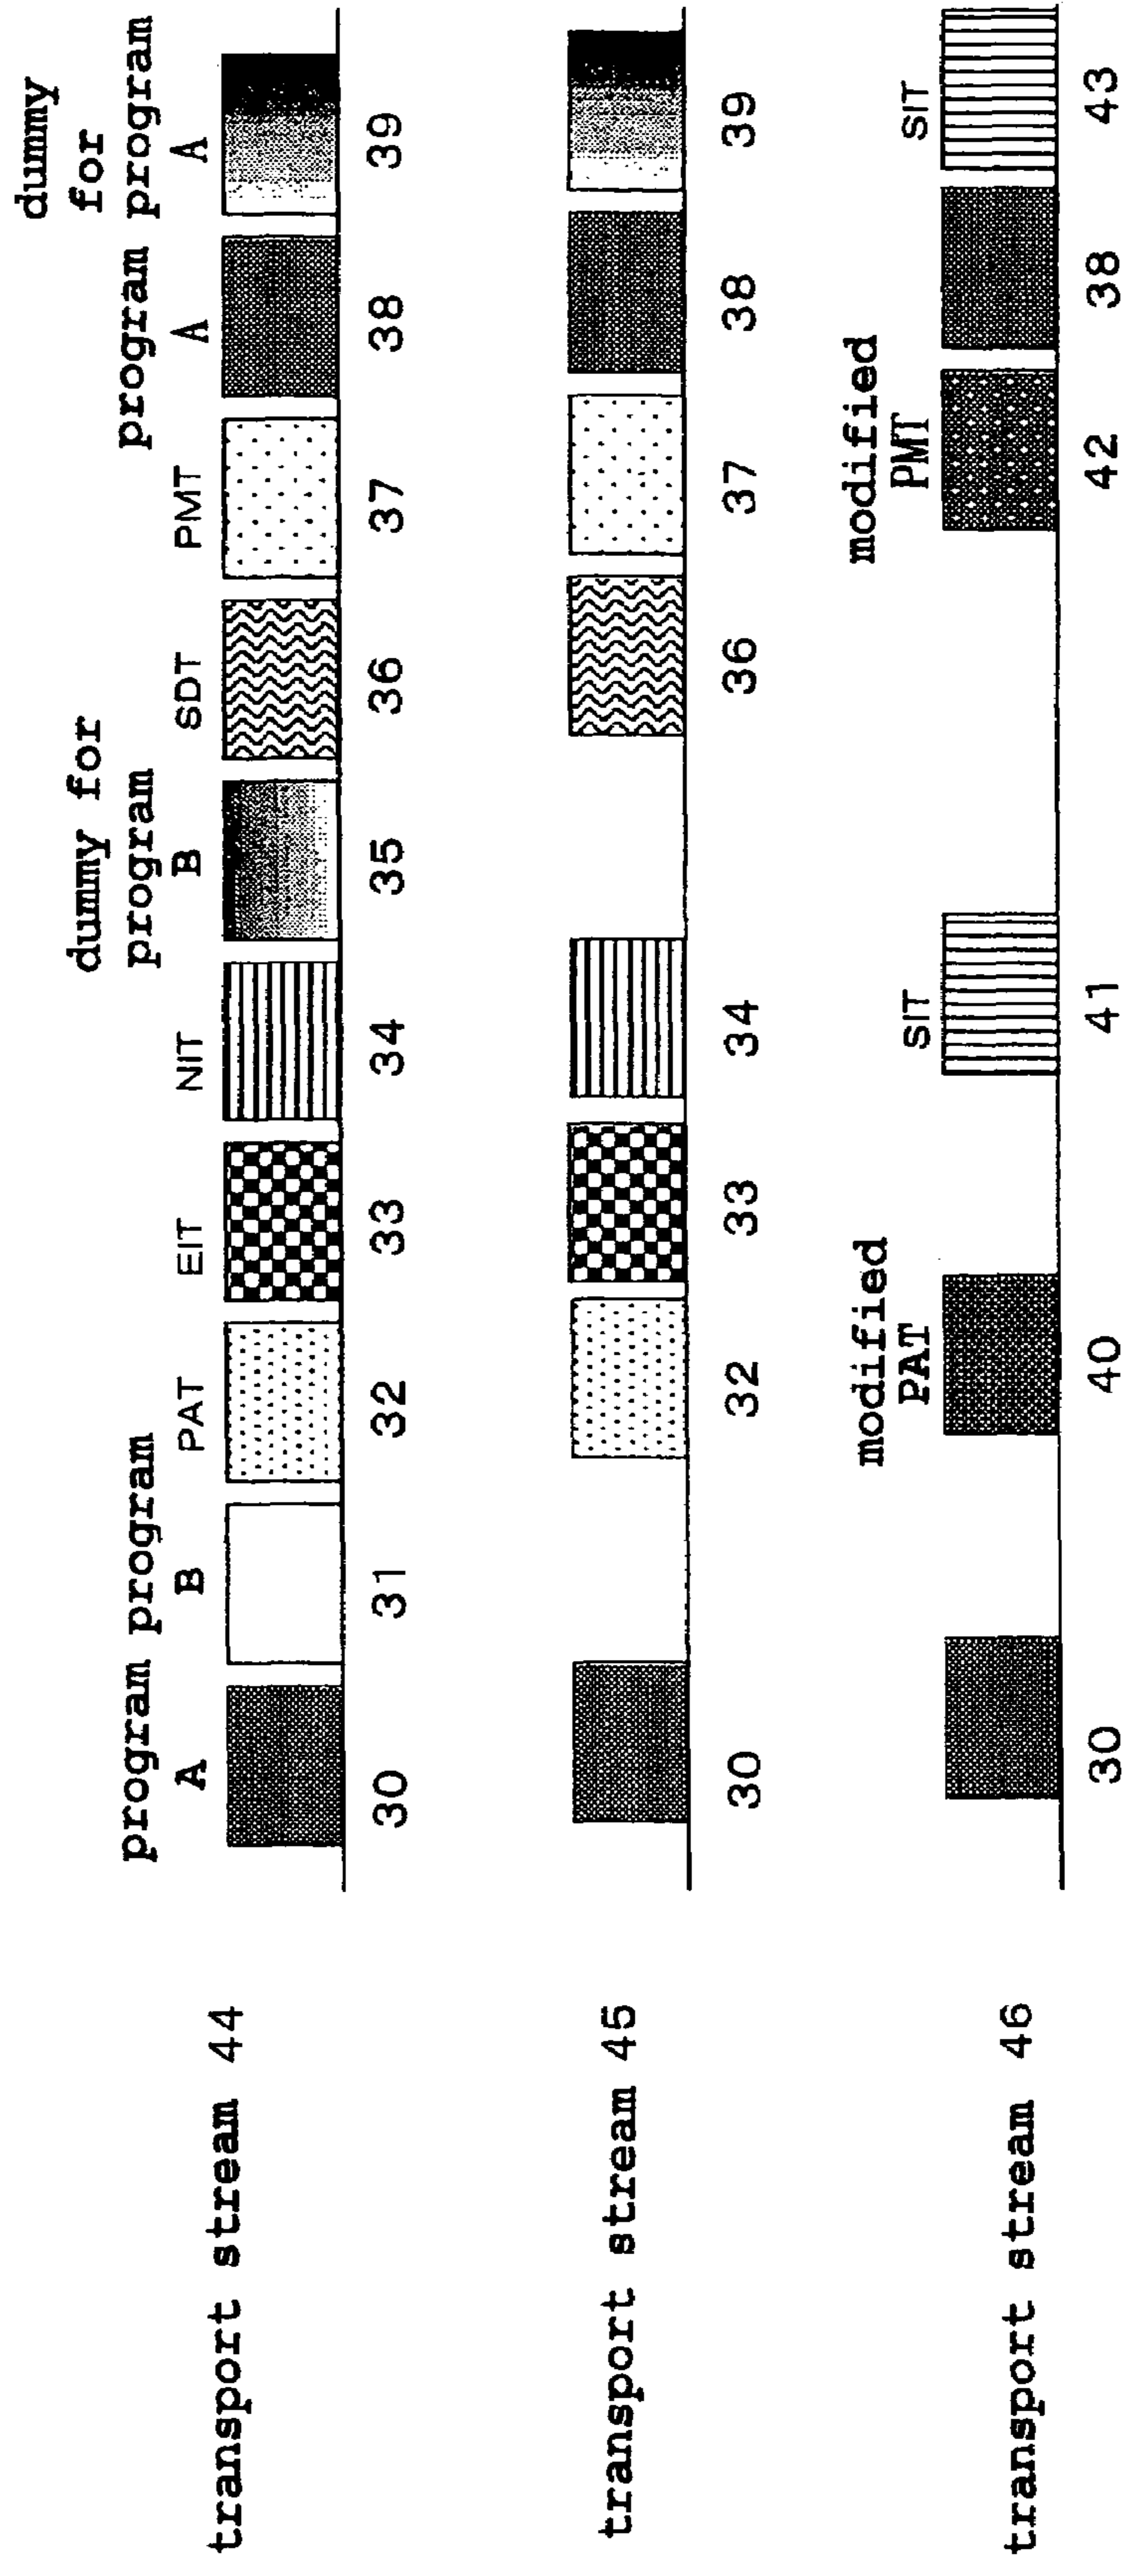 dummy
dummy for for
program program program program program
A B PAT EIT NIT B SDT PMT A A
transport stream 44
30 31 32 33 34 35 36 37 38 39
transport stream 45
30 32 33 34 36 37 38 39
modified modified
PAT SIT PMT SIT
transport stream 46
30 40 41 42 38 43